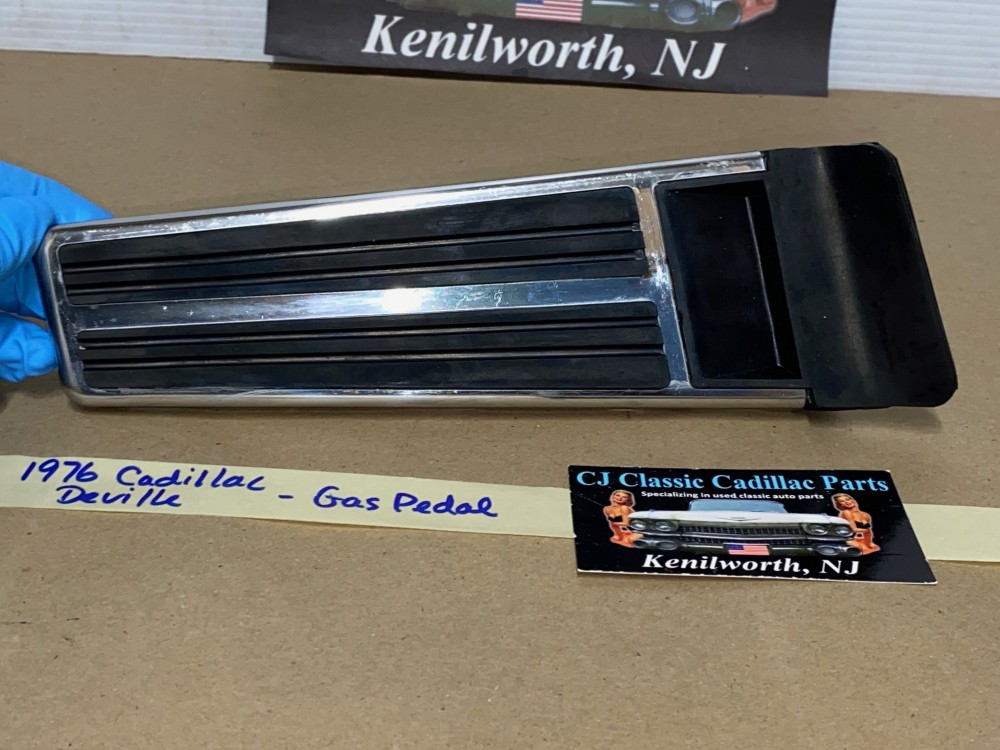 Kenilworth, NJ
1976 Cadillac
Deville - Gas Pedal
CJ Classic Cadillac Parts
Specializing in used classic auto parts
Kenilworth, NJ